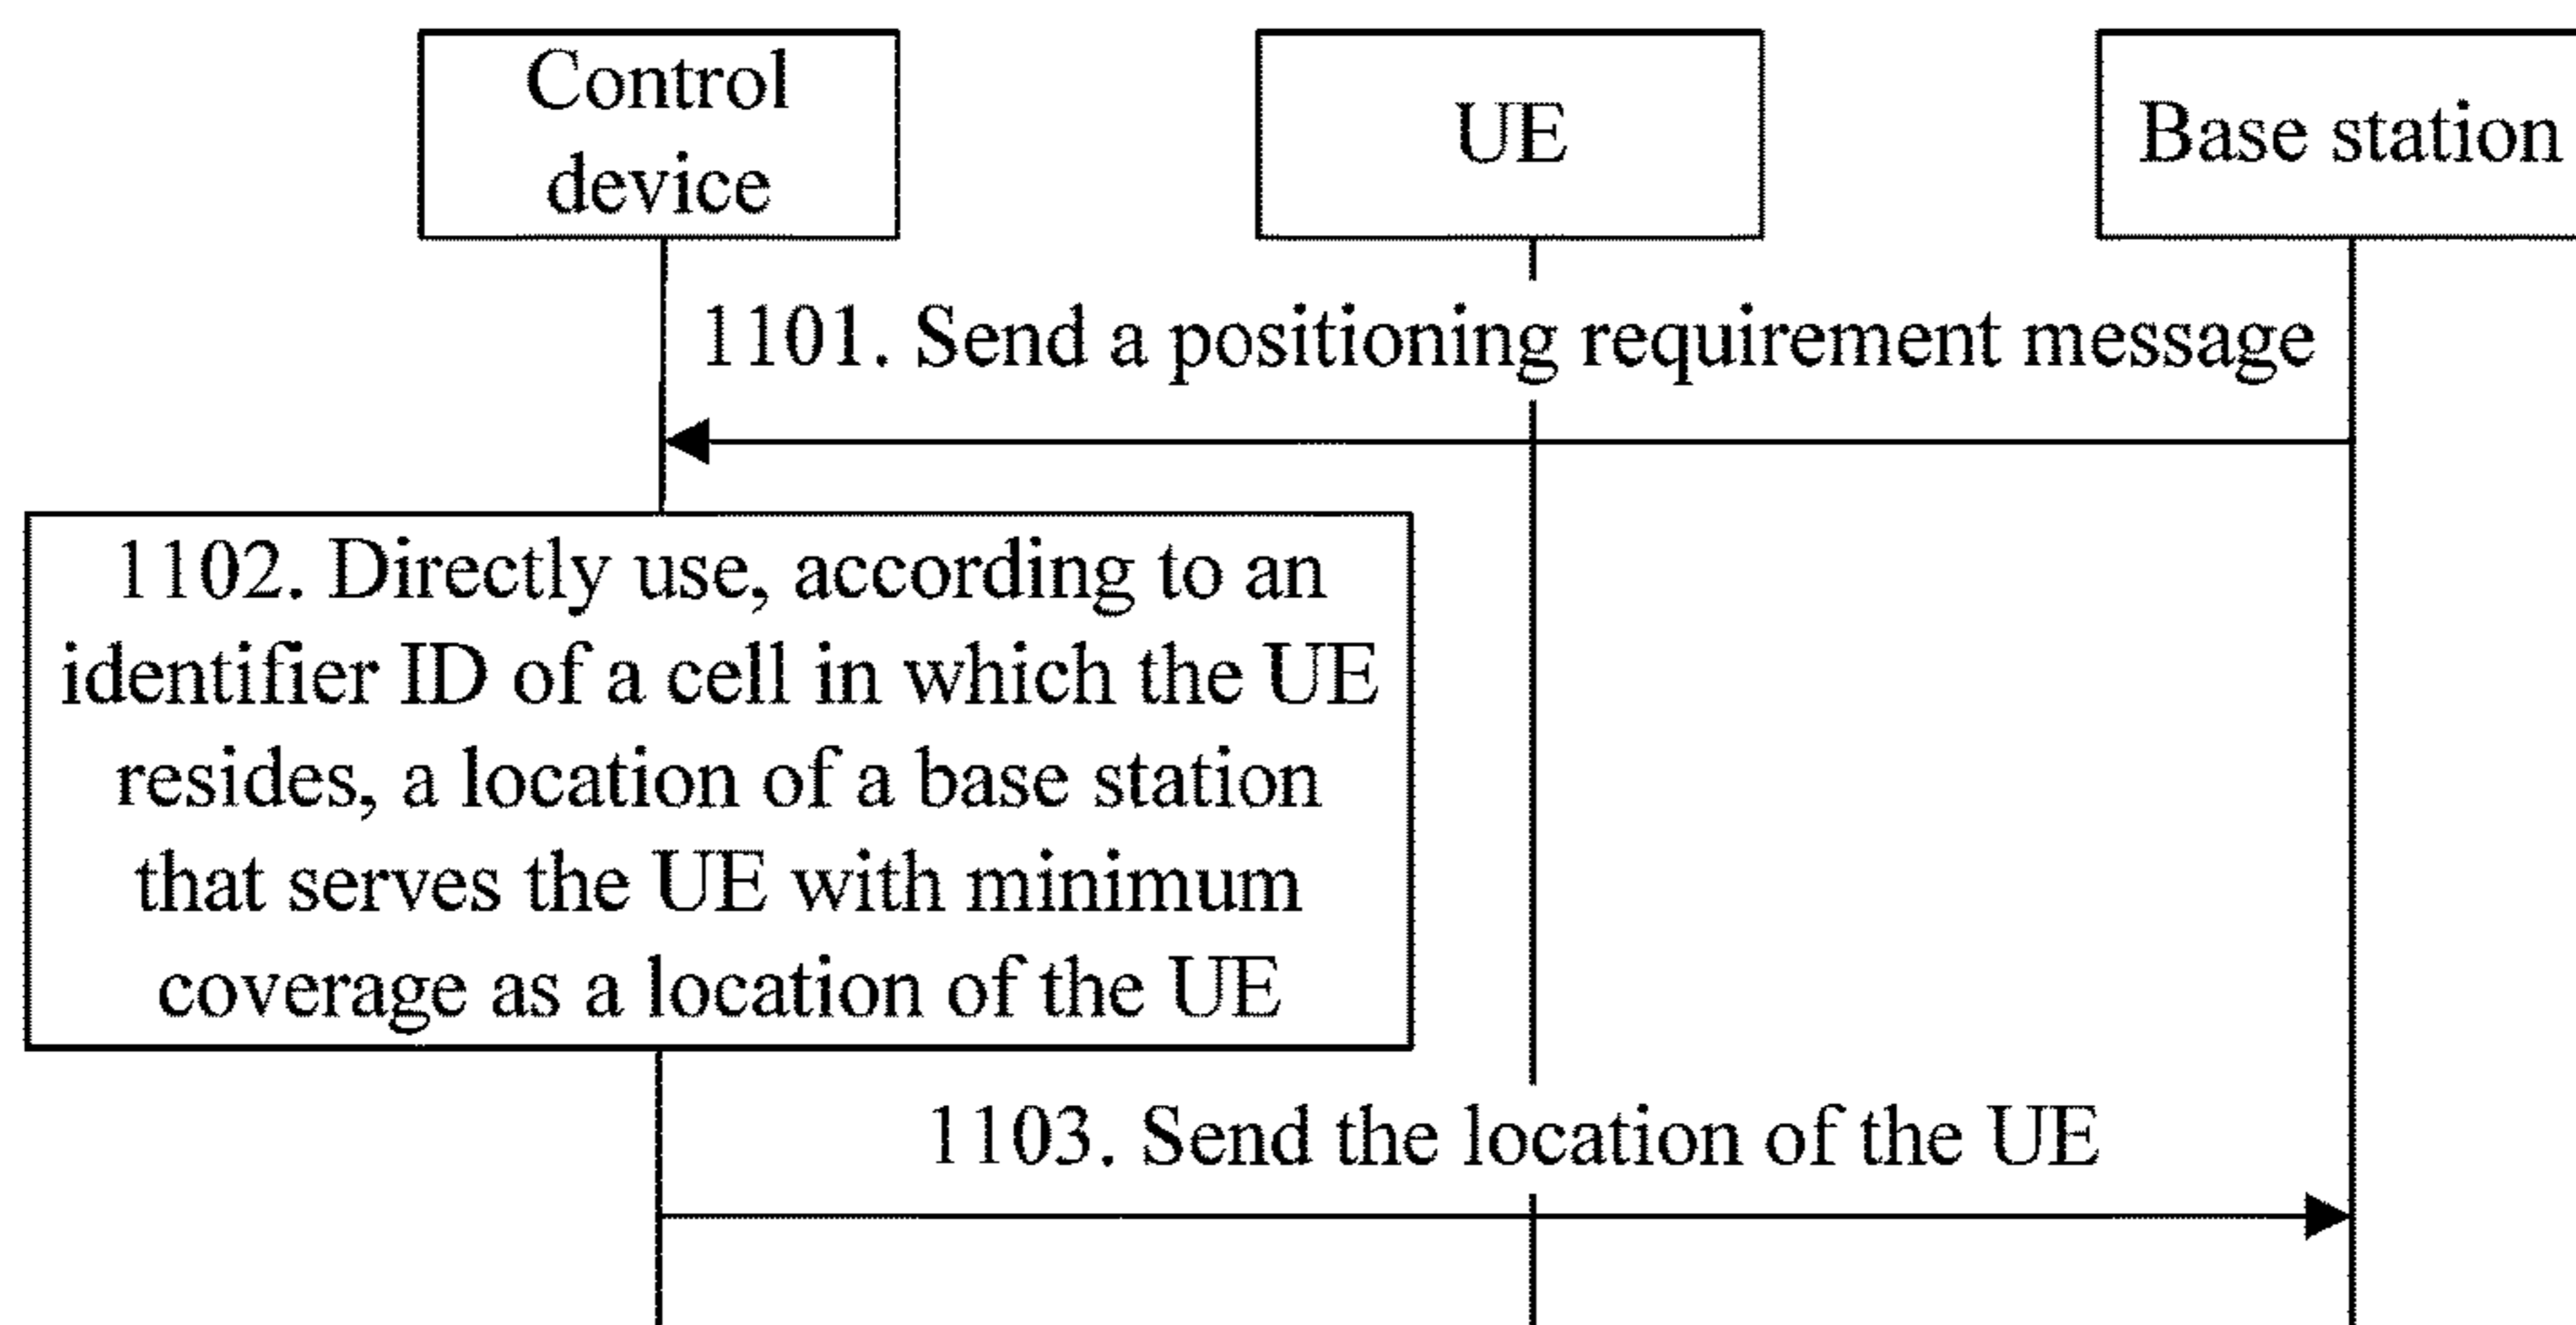 Control
device
UE
Base station
1101. Send a positioning requirement message
1102. Directly use, according to an
identifier ID of a cell in which the UE
resides, a location of a base station
that serves the UE with minimum
coverage as a location of the UE
1103. Send the location of the UE